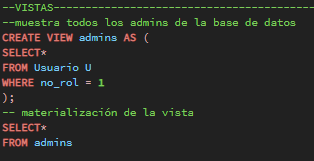 --VISTAS------------------------------------------
--muestra todos los admins de la base de datos
CREATE VIEW admins AS (
SELECT*
FROM Usuario U
WHERE no_rol = 1
);
-- materialización de la vista
SELECT*
FROM admins